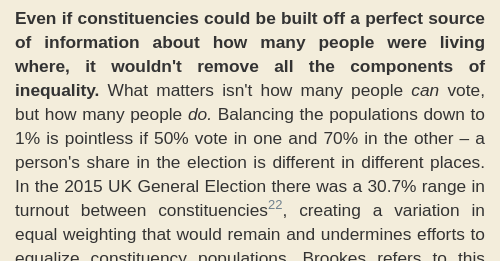 Even if constituencies could be built off a perfect source
of information about how many people were living
where, it wouldn't remove all the components of
inequality. What matters isn't how many people can vote,
but how many people do. Balancing the populations down to
1% is pointless if 50% vote in one and 70% in the other – a
person's share in the election is different in different places.
In the 2015 UK General Election there was a 30.7% range in
turnout between constituencies22, creating a variation in
equal weighting that would remain and undermines efforts to
equalize constituency populations. Brookes refers to this